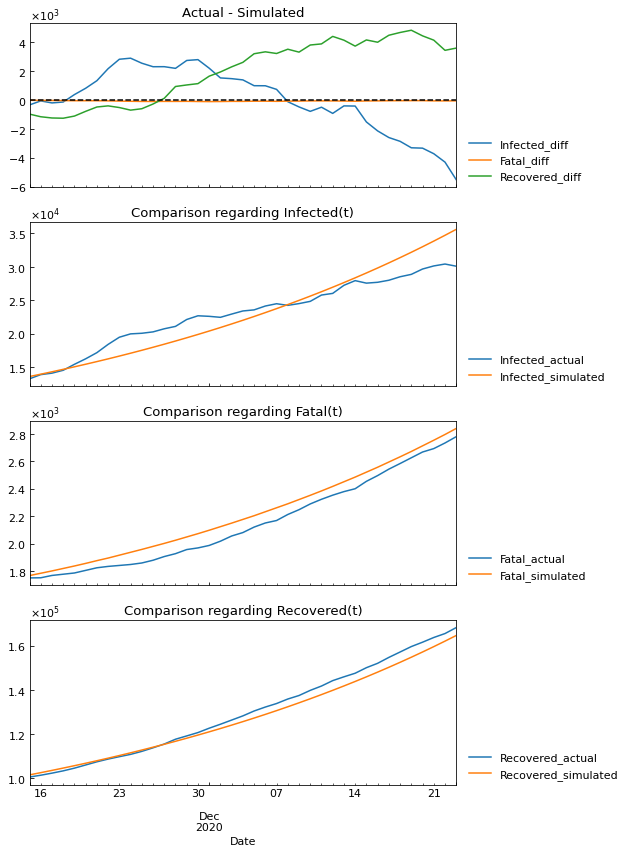 Actual - Simulated
×10³
4
2
0
−2
−4
−6
Infected_diff
Fatal_diff
Recovered_diff
Comparison regarding Infected(t)
×10⁴
3.5
3.0
2.5
2.0
1.5
Infected_actual
Infected_simulated
Comparison regarding Fatal(t)
×10³
2.8
2.6
2.4
2.2
2.0
1.8
Fatal_actual
Fatal_simulated
Comparison regarding Recovered(t)
×10⁵
1.6
1.4
1.2
1.0
Recovered_actual
Recovered_simulated
16 23 30 07 14 21
Dec
2020
Date